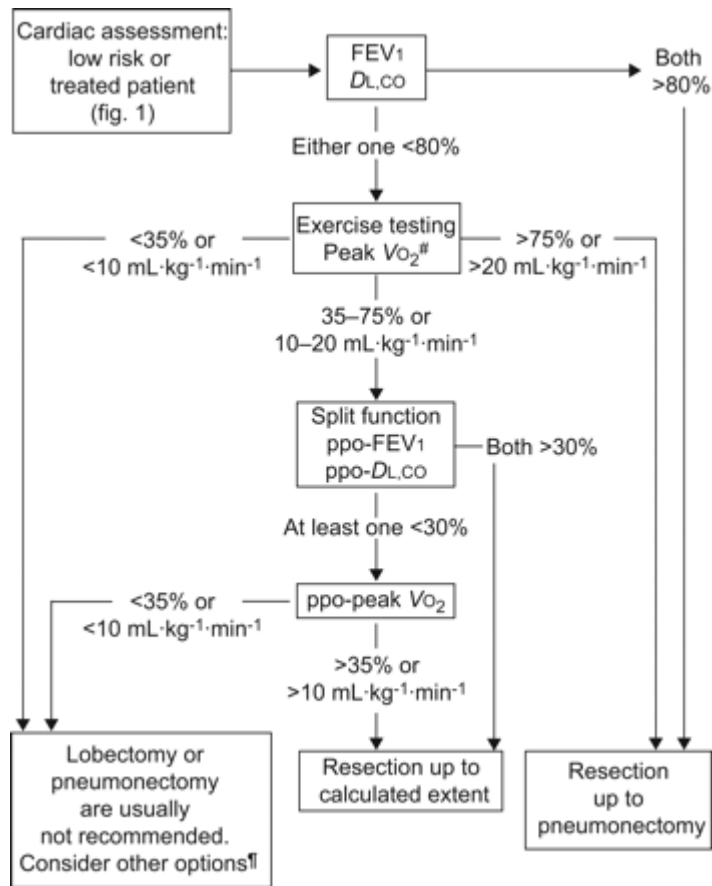 Cardiac assessment:
low risk or
treated patient
(fig. 1)
FEV1
DL,CO
Both
>80%
Either one <80%
Exercise testing
Peak VO2#
<35% or
<10 mL·kg-1·min-1
>75% or
>20 mL·kg-1·min-1
35–75% or
10–20 mL·kg-1·min-1
Split function
ppo-FEV1
ppo-DL,CO
Both >30%
At least one <30%
ppo-peak VO2
<35% or
<10 mL·kg-1·min-1
>35% or
>10 mL·kg-1·min-1
Lobectomy or
pneumonectomy
are usually
not recommended.
Consider other options¶
Resection up to
calculated extent
Resection
up to
pneumonectomy